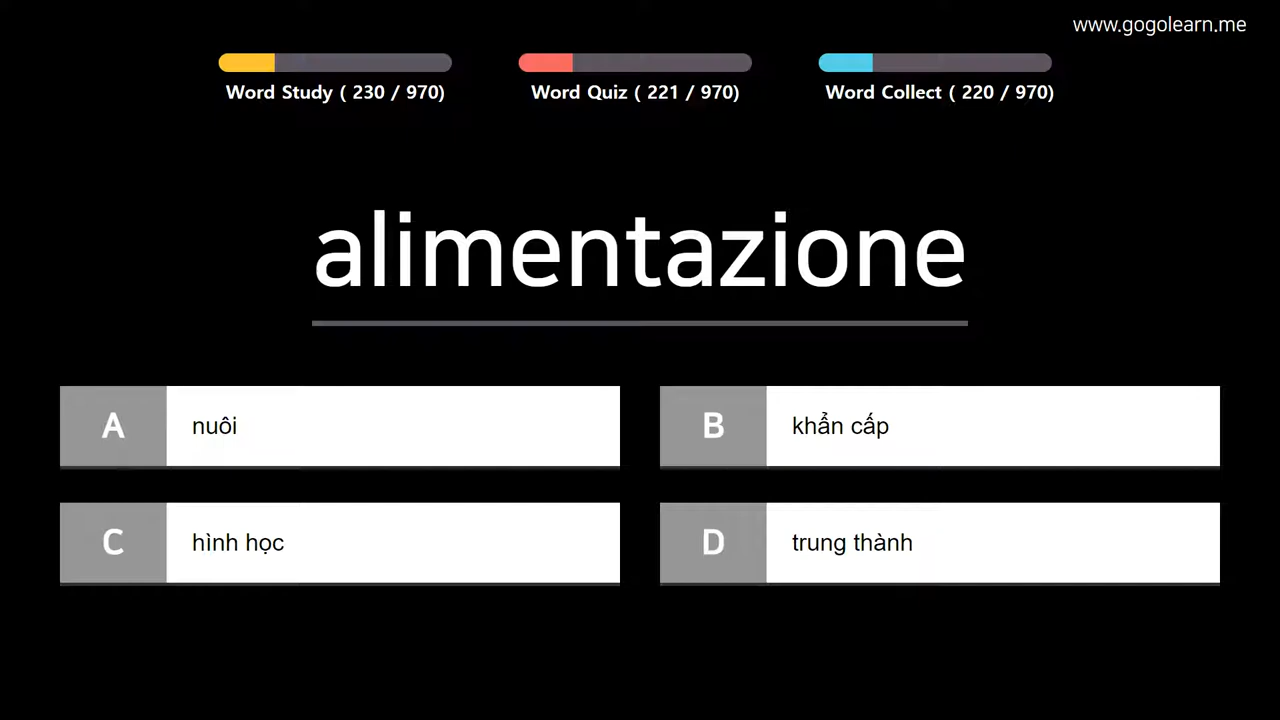 www.gogolearn.me
Word Study ( 230 / 970)
Word Quiz ( 221 / 970)
Word Collect ( 220 / 970)
alimentazione
A nuôi
B khẩn cấp
C hình học
D trung thành